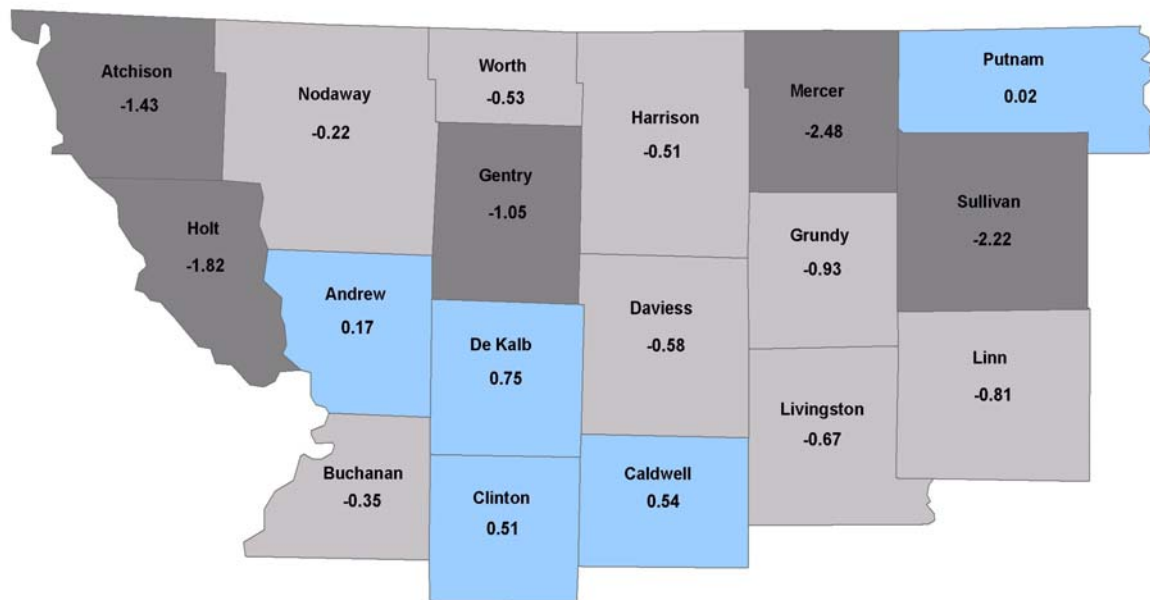 Atchison
-1.43
Nodaway
-0.22
Worth
-0.53
Harrison
-0.51
Mercer
-2.48
Putnam
0.02
Gentry
-1.05
Sullivan
-2.22
Holt
-1.82
Grundy
-0.93
Andrew
0.17
De Kalb
0.75
Daviess
-0.58
Linn
-0.81
Livingston
-0.67
Buchanan
-0.35
Clinton
0.51
Caldwell
0.54